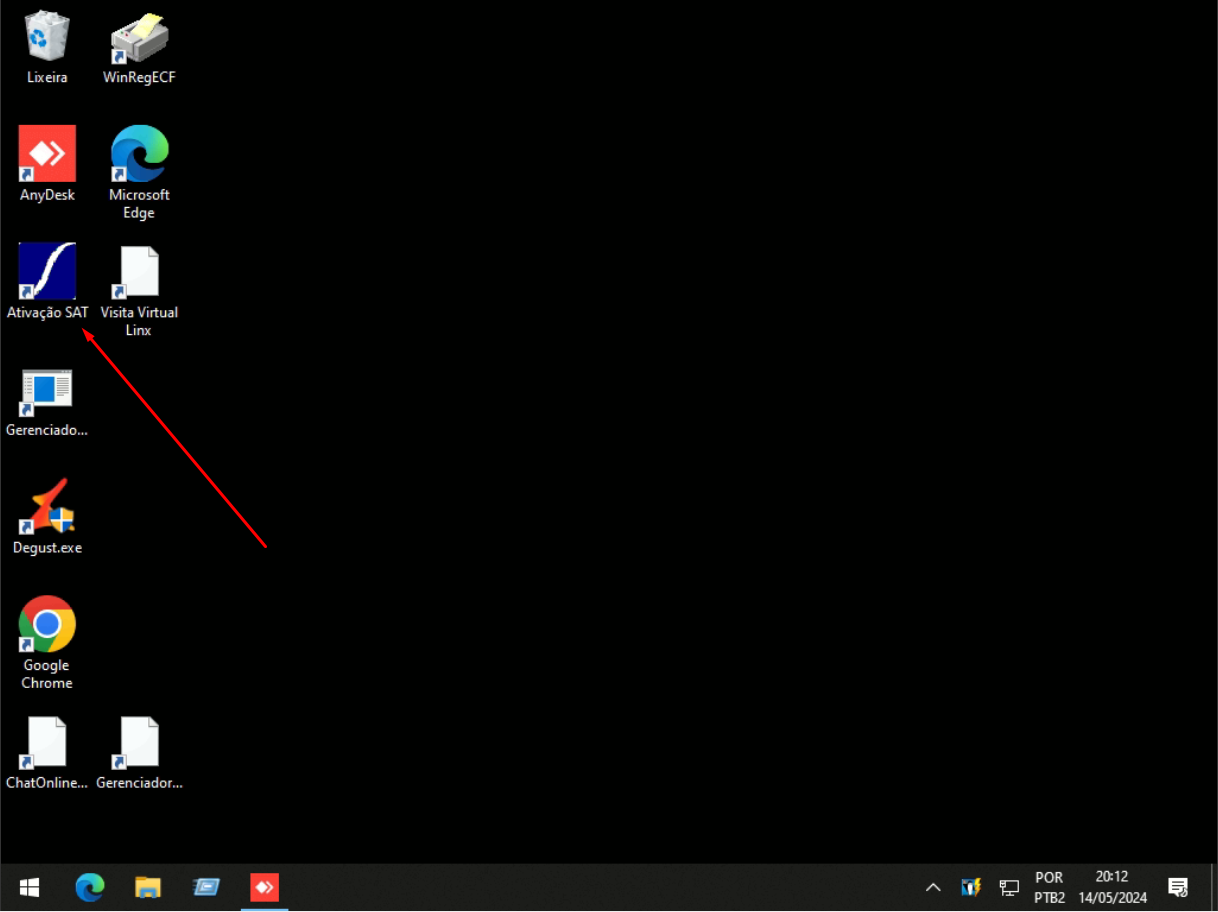 Lixeira
WinRegECF
AnyDesk
Microsoft
Edge
Ativação SAT
Visita Virtual
Linx
Gerenciado...
Degust.exe
Google
Chrome
ChatOnline...
Gerenciador...
POR
PTB2
20:12
14/05/2024